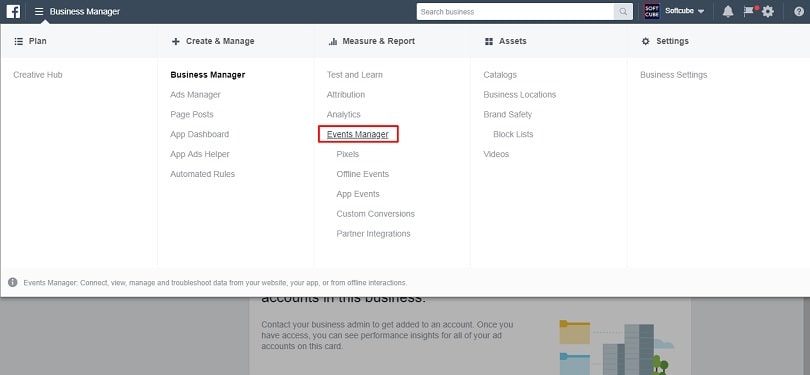 f Business Manager
Search business
SOFT CUBE
Softcube
Plan
Creative Hub
Create & Manage
Business Manager
Ads Manager
Page Posts
App Dashboard
App Ads Helper
Automated Rules
Measure & Report
Test and Learn
Attribution
Analytics
Events Manager
Pixels
Offline Events
App Events
Custom Conversions
Partner Integrations
Assets
Catalogs
Business Locations
Brand Safety
Block Lists
Videos
Settings
Business Settings
Events Manager: Connect, view, manage and troubleshoot data from your website, your app, or from offline interactions.
accounts in this business.
Contact your business admin to get added to an account. Once you
have access, you can see performance insights for all of your ad
accounts on this card.